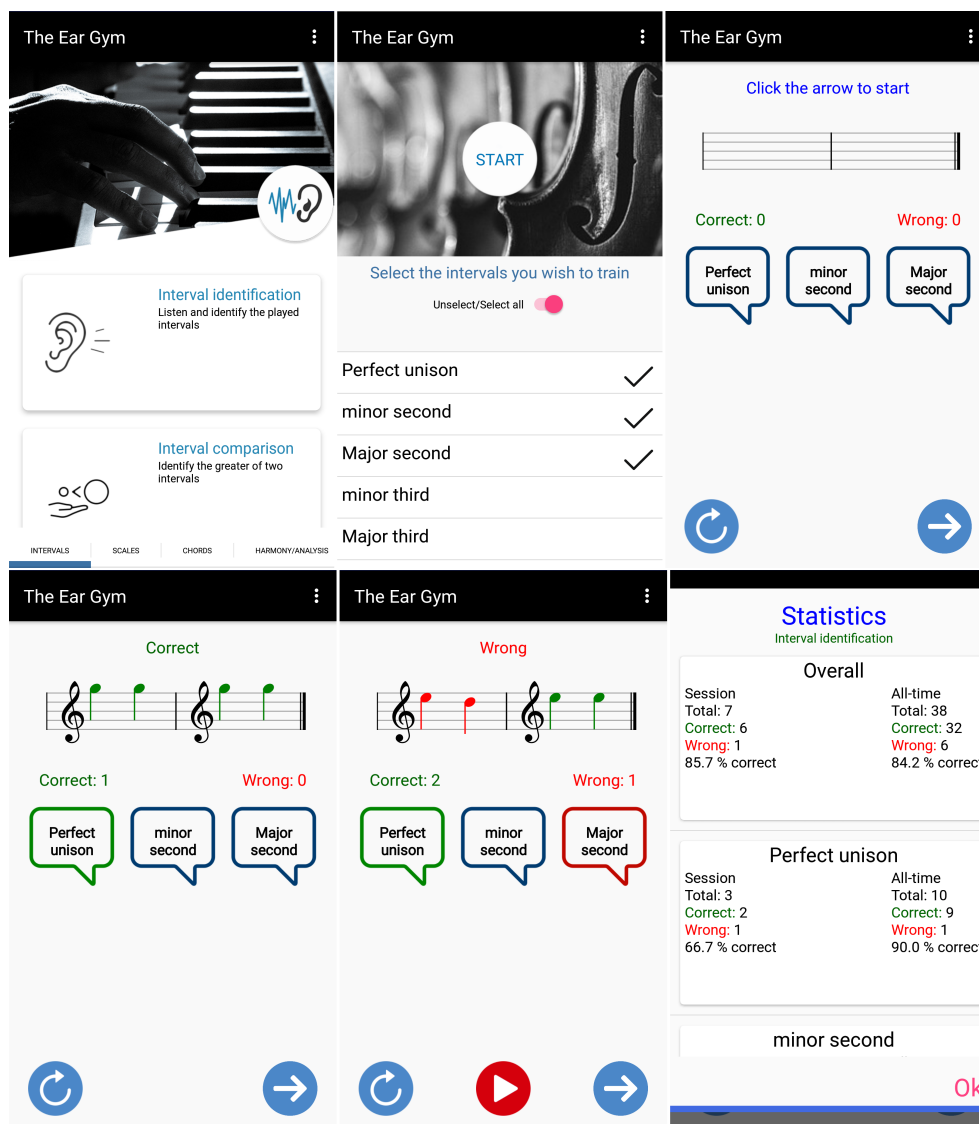 The Ear Gym
Interval identification
Listen and identify the played
intervals
Interval comparison
Identify the greater of two
intervals
INTERVALS SCALES CHORDS HARMONY/ANALYSIS
The Ear Gym
START
Select the intervals you wish to train
Unselect/Select all
Perfect unison
minor second
Major second
minor third
Major third
The Ear Gym
Click the arrow to start
Correct: 0 Wrong: 0
Perfect
unison
minor
second
Major
second
The Ear Gym
Correct
Correct: 1 Wrong: 0
Perfect
unison
minor
second
Major
second
The Ear Gym
Wrong
Correct: 2 Wrong: 1
Perfect
unison
minor
second
Major
second
Statistics
Interval identification
Overall
Session All-time
Total: 7 Total: 38
Correct: 6 Correct: 32
Wrong: 1 Wrong: 6
85.7 % correct 84.2 % correct
Perfect unison
Session All-time
Total: 3 Total: 10
Correct: 2 Correct: 9
Wrong: 1 Wrong: 1
66.7 % correct 90.0 % correct
minor second
Ok